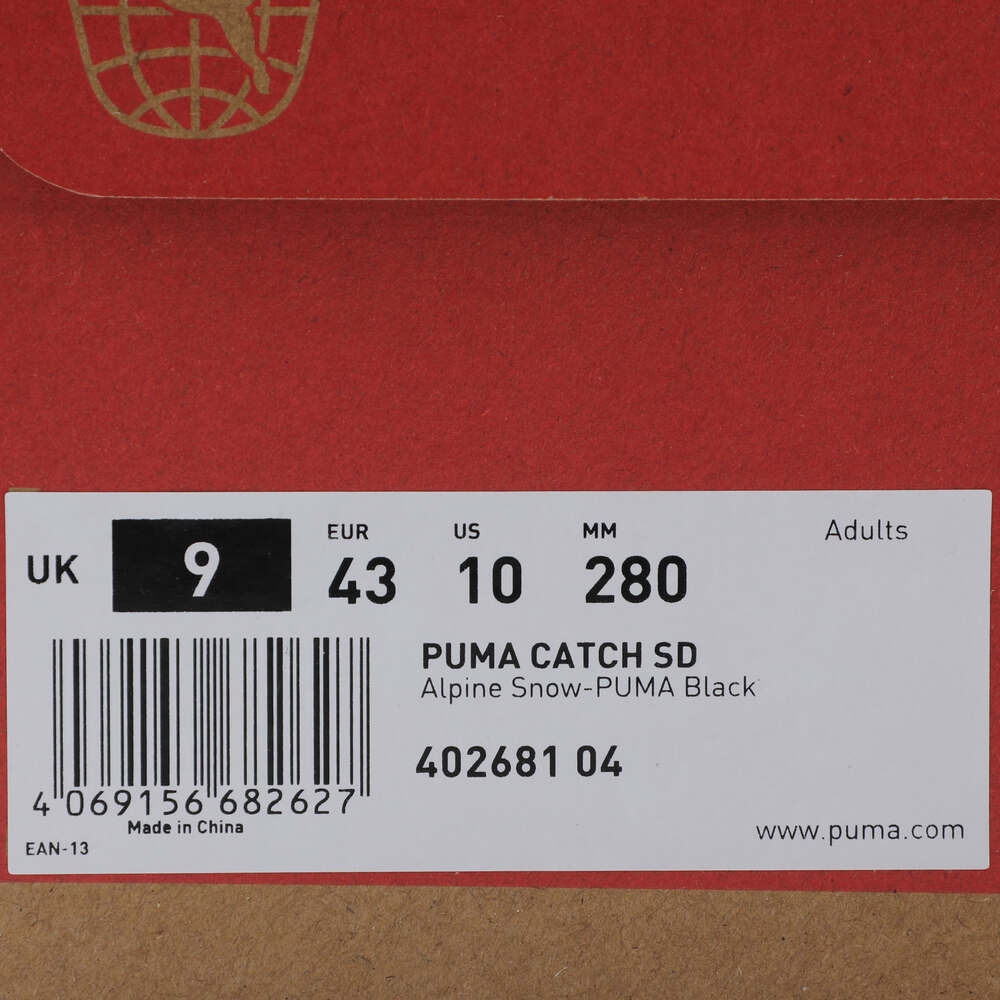 UK 9
EUR 43
US 10
MM 280
Adults
PUMA CATCH SD
Alpine Snow-PUMA Black
402681 04
4 069156 682627
Made in China
EAN-13
www.puma.com